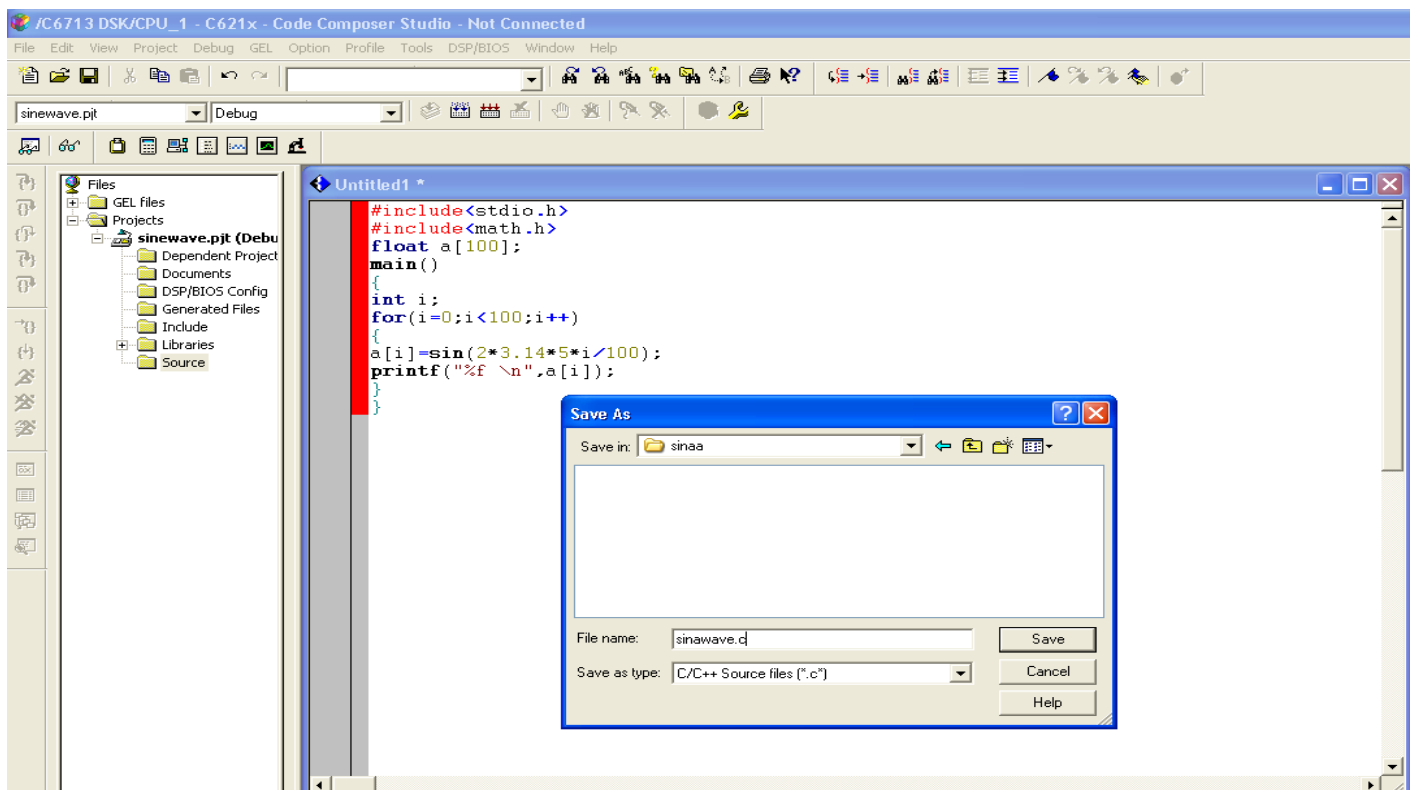 /C6713 DSK/CPU_1 - C621x - Code Composer Studio - Not Connected
File Edit View Project Debug GEL Option Profile Tools DSP/BIOS Window Help
sinewave.pjt Debug
Files
GEL files
Projects
sinewave.pjt (Debu
Dependent Project
Documents
DSP/BIOS Config
Generated Files
Include
Libraries
Source
Untitled1 *
#include<stdio.h>
#include<math.h>
float a[100];
main()
{
int i;
for(i=0;i<100;i++)
{
a[i]=sin(2*3.14*5*i/100);
printf("%f \n",a[i]);
}
}
Save As
Save in: sinaa
File name: sinawave.c
Save
Save as type: C/C++ Source files (*.c*)
Cancel
Help